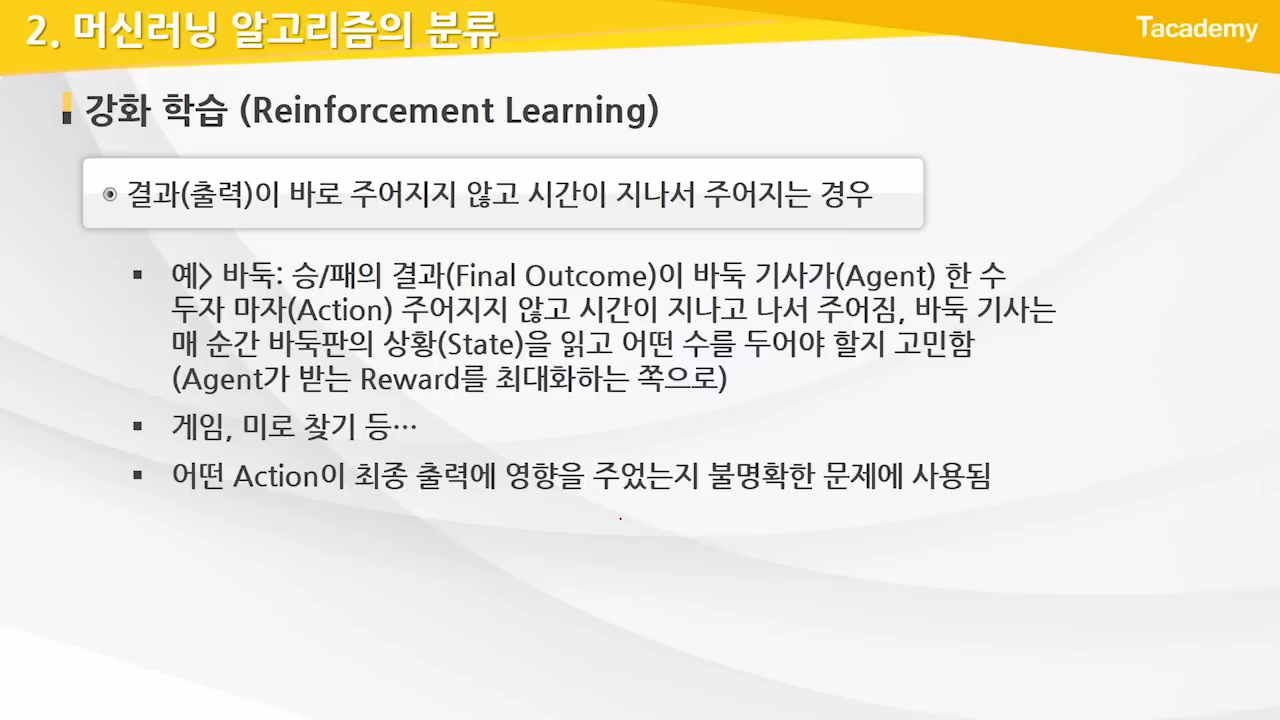 2. 머신러닝 알고리즘의 분류
Tacademy
강화 학습 (Reinforcement Learning)
결과(출력)이 바로 주어지지 않고 시간이 지나서 주어지는 경우
예> 바둑: 승/패의 결과(Final Outcome)이 바둑 기사가(Agent) 한 수
두자 마자(Action) 주어지지 않고 시간이 지나고 나서 주어짐, 바둑 기사는
매 순간 바둑판의 상황(State)을 읽고 어떤 수를 두어야 할지 고민함
(Agent가 받는 Reward를 최대화하는 쪽으로)
게임, 미로 찾기 등…
어떤 Action이 최종 출력에 영향을 주었는지 불명확한 문제에 사용됨